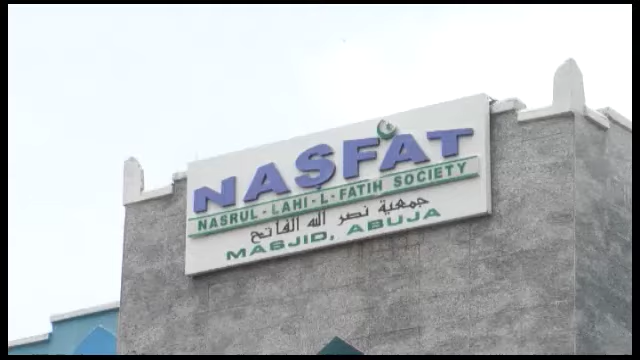 NASFAT
NASRUL-LAHI-L-FATIH SOCIETY
جمعية نصر الله الفاتح
MASJID, ABUJA